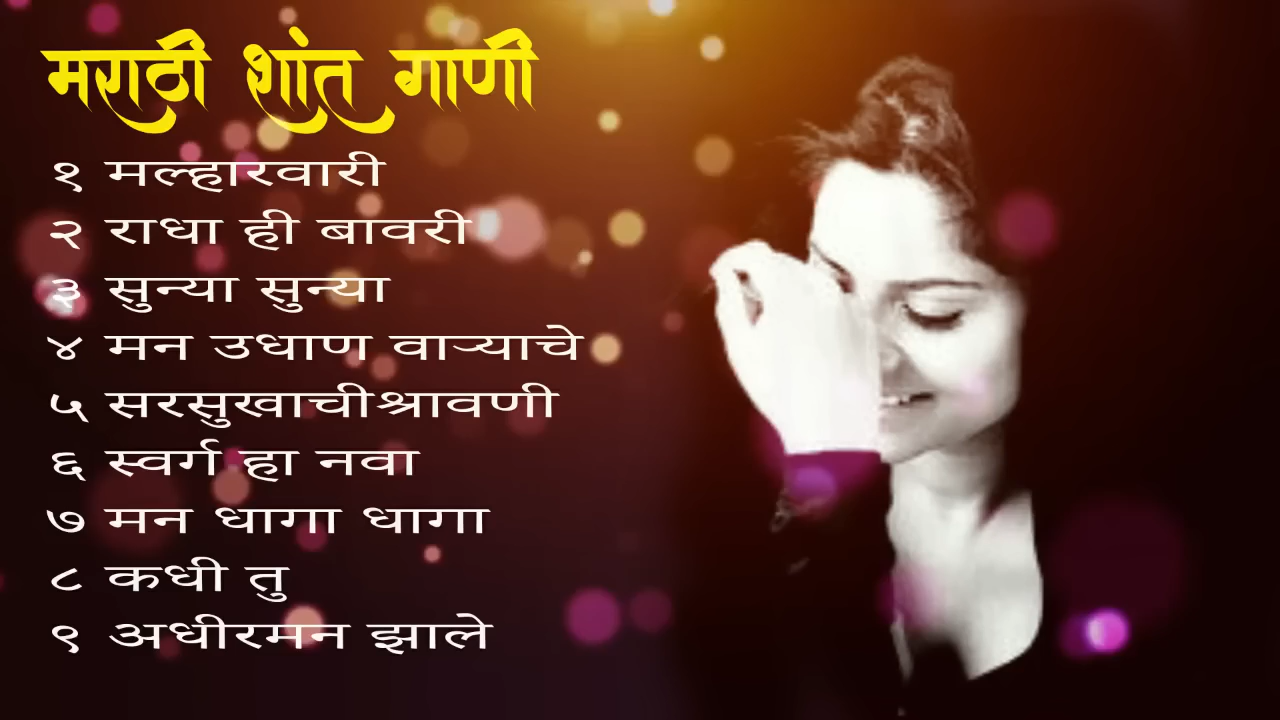 मराठी शांत गाणी
१ मल्हारवारी
२ राधा ही बावरी
३ सुन्या सुन्या
४ मन उधाण वाऱ्याचे
५ सरसुखाचीश्रावणी
६ स्वर्ग हा नवा
७ मन धागा धागा
८ कधी तु
९ अधीरमन झाले